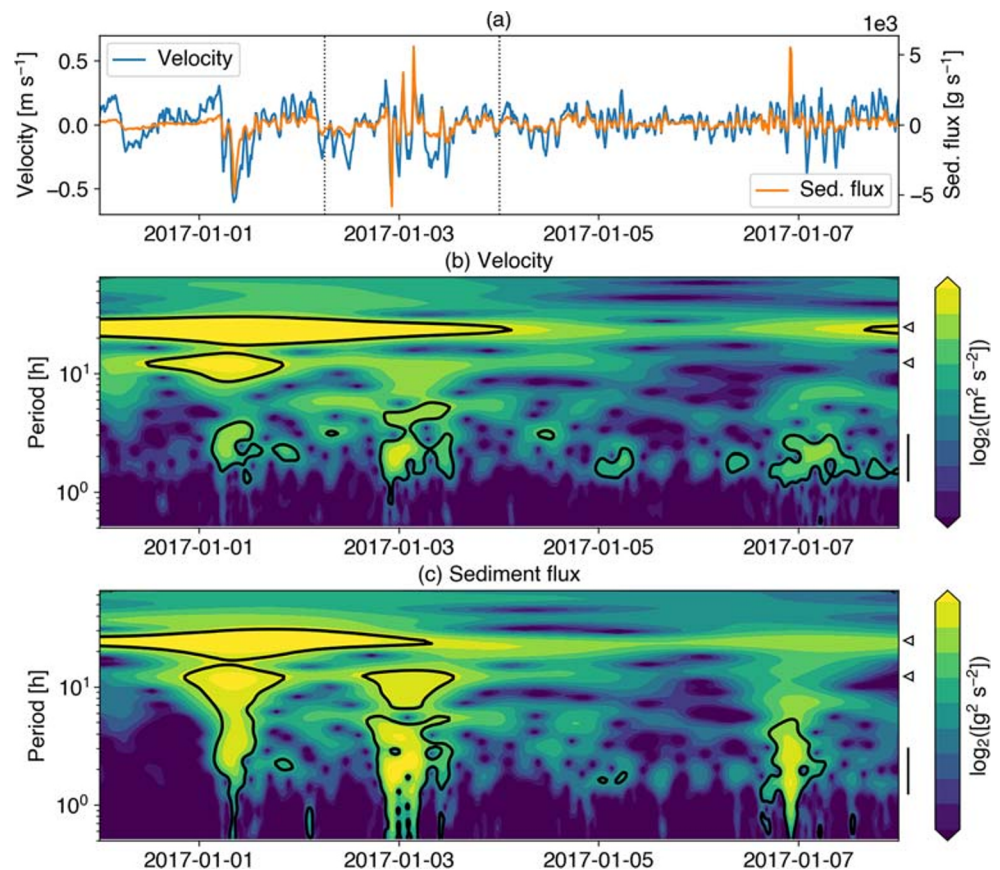 (a)
1e3
Velocity [m s⁻¹]
0.5
0.0
−0.5
Velocity
Sed. flux
5
0
−5
Sed. flux [g s⁻¹]
2017-01-01 2017-01-03 2017-01-05 2017-01-07
(b) Velocity
Period [h]
10¹
10⁰
log₂([m² s⁻²])
2017-01-01 2017-01-03 2017-01-05 2017-01-07
(c) Sediment flux
Period [h]
10¹
10⁰
log₂([g² s⁻²])
2017-01-01 2017-01-03 2017-01-05 2017-01-07